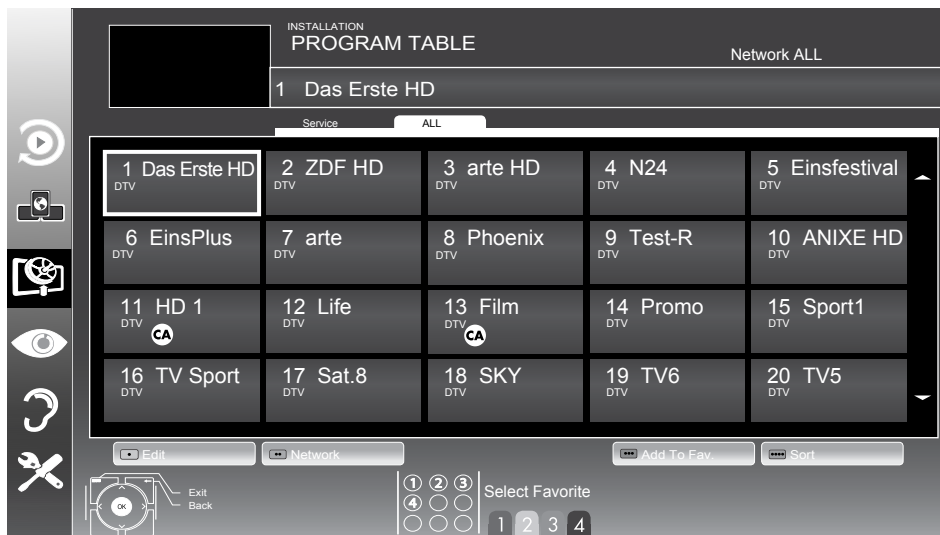 INSTALLATION
PROGRAM TABLE
Network ALL
1 Das Erste HD
Service ALL
1 Das Erste HD
DTV
2 ZDF HD
DTV
3 arte HD
DTV
4 N24
DTV
5 Einsfestival
DTV
6 EinsPlus
DTV
7 arte
DTV
8 Phoenix
DTV
9 Test-R
DTV
10 ANIXE HD
DTV
11 HD 1
DTV
CA
12 Life
DTV
13 Film
DTV
CA
14 Promo
DTV
15 Sport1
DTV
16 TV Sport
DTV
17 Sat.8
DTV
18 SKY
DTV
19 TV6
DTV
20 TV5
DTV
Edit
Network
Add To Fav.
Sort
OK
Exit
Back
1 2 3
4
Select Favorite
1 2 3 4